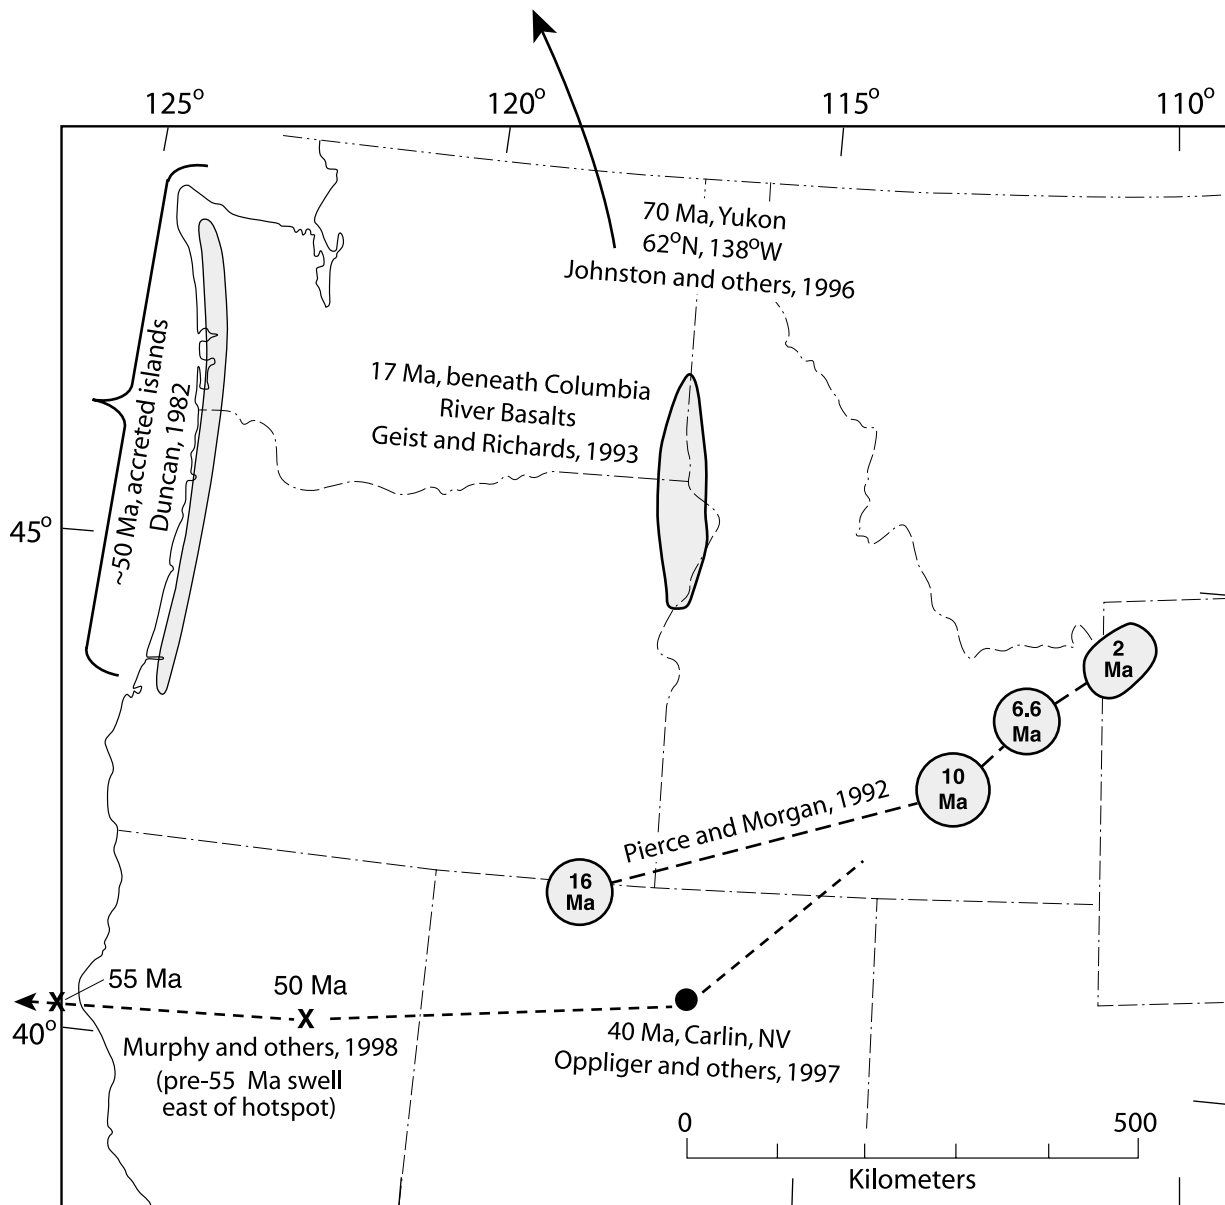 125°
120°
115°
110°
70 Ma, Yukon
62°N, 138°W
Johnston and others, 1996
~50 Ma, accreted islands
Duncan, 1982
17 Ma, beneath Columbia
River Basalts
Geist and Richards, 1993
45°
2
Ma
6.6
Ma
10
Ma
Pierce and Morgan, 1992
16
Ma
55 Ma
50 Ma
X
X
40°
Murphy and others, 1998
(pre-55 Ma swell
east of hotspot)
40 Ma, Carlin, NV
Oppliger and others, 1997
0
500
Kilometers